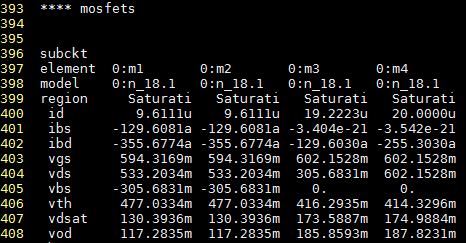 393 **** mosfets
394
395
396 subckt
397 element 0:m1 0:m2 0:m3 0:m4
398 model 0:n_18.1 0:n_18.1 0:n_18.1 0:n_18.1
399 region Saturati Saturati Saturati Saturati
400 id 9.6111u 9.6111u 19.2223u 20.0000u
401 ibs -129.6081a -129.6081a -3.404e-21 -3.542e-21
402 ibd -355.6774a -355.6774a -129.6030a -255.3030a
403 vgs 594.3169m 594.3169m 602.1528m 602.1528m
404 vds 533.2034m 533.2034m 305.6831m 602.1528m
405 vbs -305.6831m -305.6831m 0. 0.
406 vth 477.0334m 477.0334m 416.2935m 414.3296m
407 vdsat 130.3936m 130.3936m 173.5887m 174.9884m
408 vod 117.2835m 117.2835m 185.8593m 187.8231m